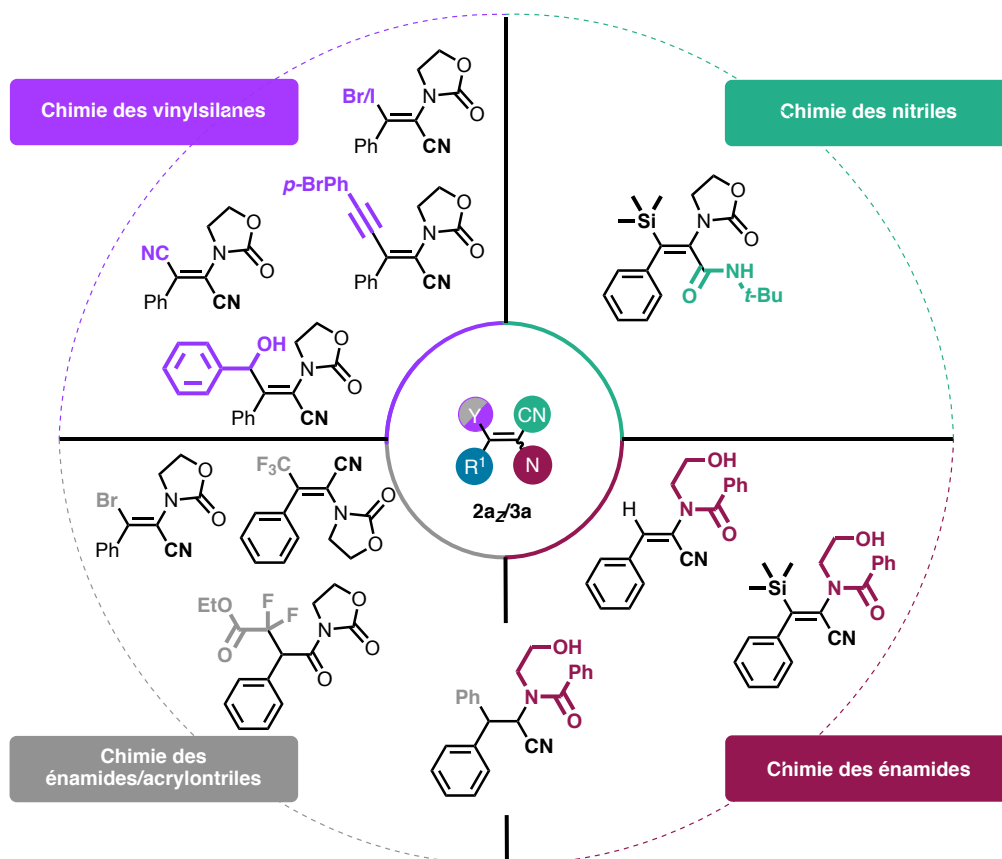 Chimie des vinylsilanes
Chimie des nitriles
O
Br/I
N
O
Ph
CN
p-BrPh
O
N
O
Ph
CN
O
NC
N
O
Ph
CN
OH
O
N
O
Ph
CN
Si
O
N
O
NH
O
t-Bu
Y
CN
R1
N
2az/3a
O
Br
N
O
Ph
CN
F3C
CN
N
O
O
EtO
F
F
O
O
N
O
O
OH
H
N
Ph
O
CN
OH
Si
N
Ph
O
CN
OH
Ph
N
Ph
O
CN
Chimie des
énamides/acrylontriles
Chimie des énamides